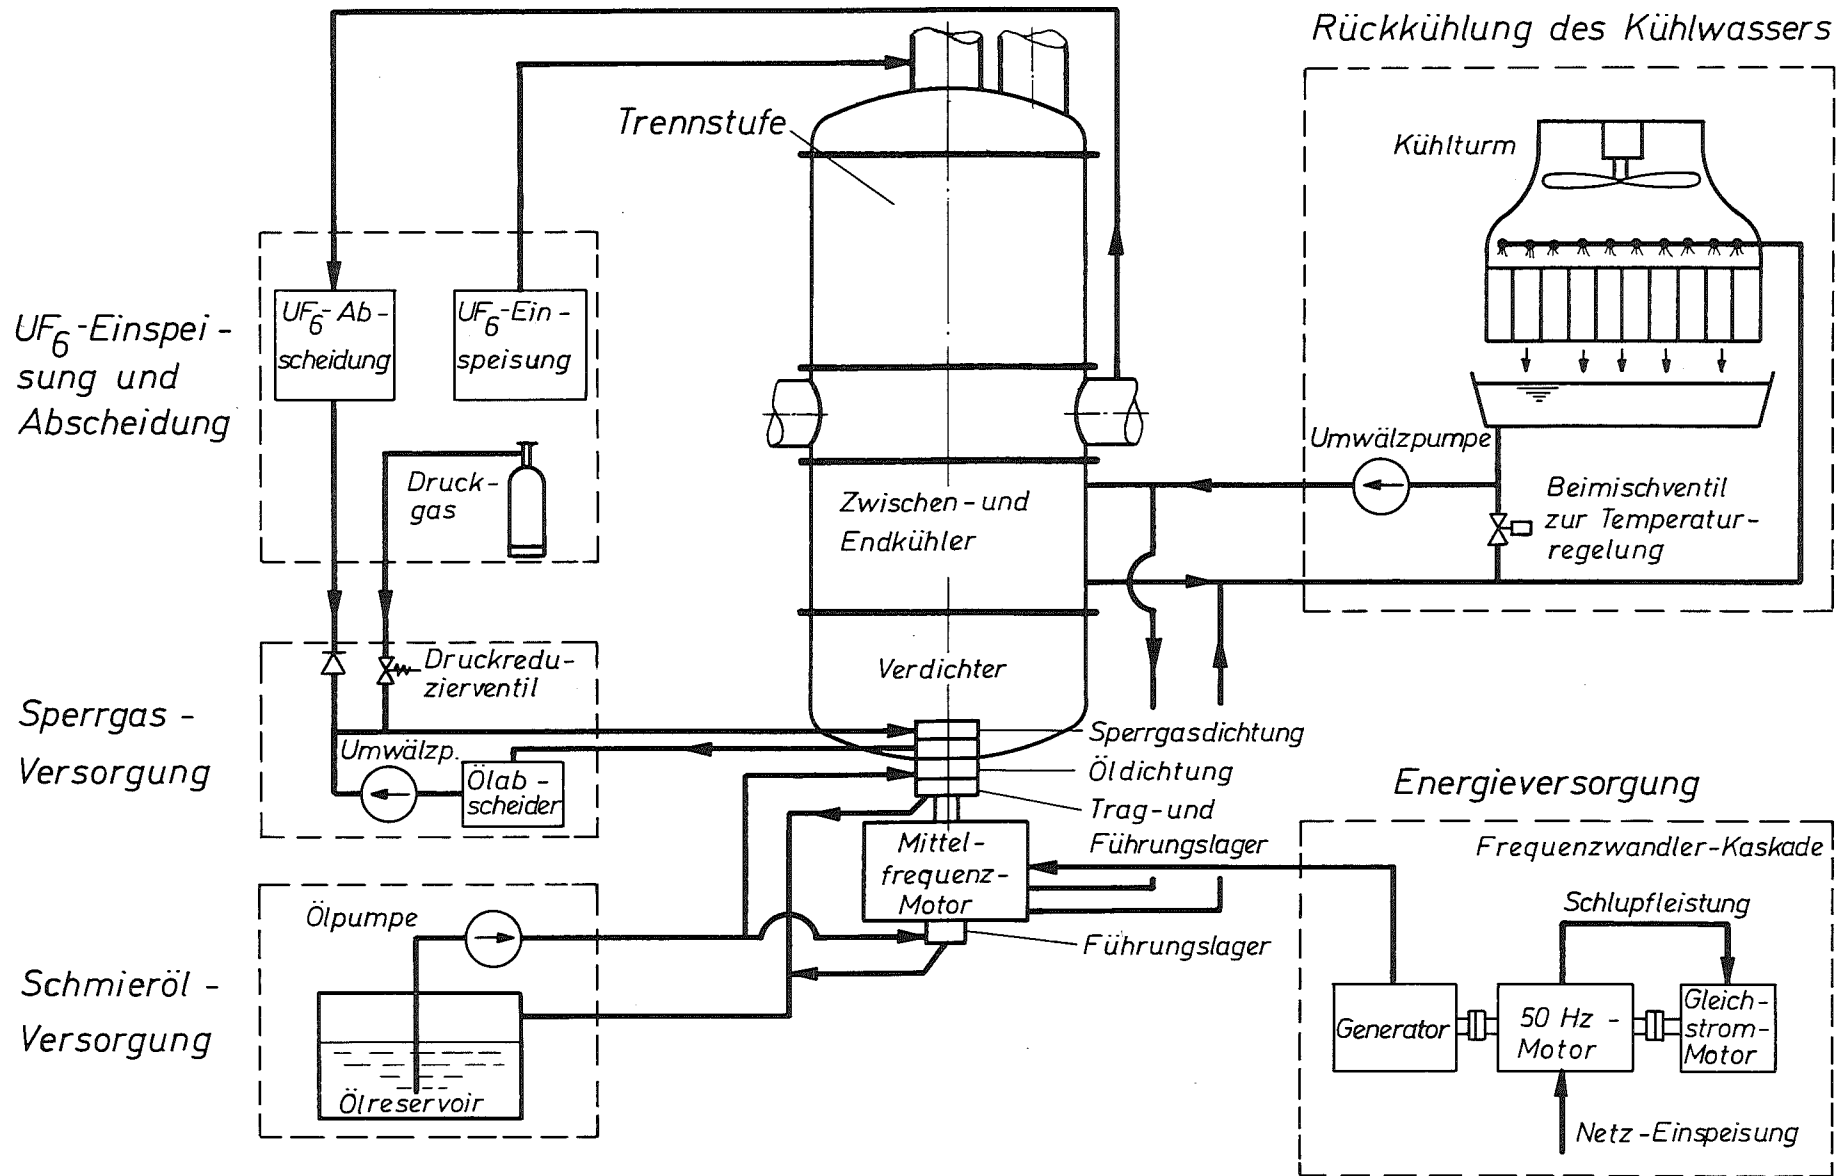 Rückkühlung des Kühlwassers
Trennstufe
Kühlturm
UF6-Einspei-
sung und
Abscheidung
UF6-Ab-
scheidung
UF6-Ein-
speisung
Druck-
gas
Umwälzpumpe
Beimischventil
zur Temperatur-
regelung
Zwischen-und
Endkühler
Verdichter
Sperrgas-
Versorgung
Druckredu-
zierventil
Umwälzp.
Ölab-
scheider
Sperrgasdichtung
Öldichtung
Trag-und
Führungslager
Mittel-
frequenz-
Motor
Führungslager
Energieversorgung
Frequenzwandler-Kaskade
Schlupfleistung
Generator
50 Hz-
Motor
Gleich-
strom-
Motor
Netz-Einspeisung
Schmieröl-
Versorgung
Ölpumpe
Ölreservoir